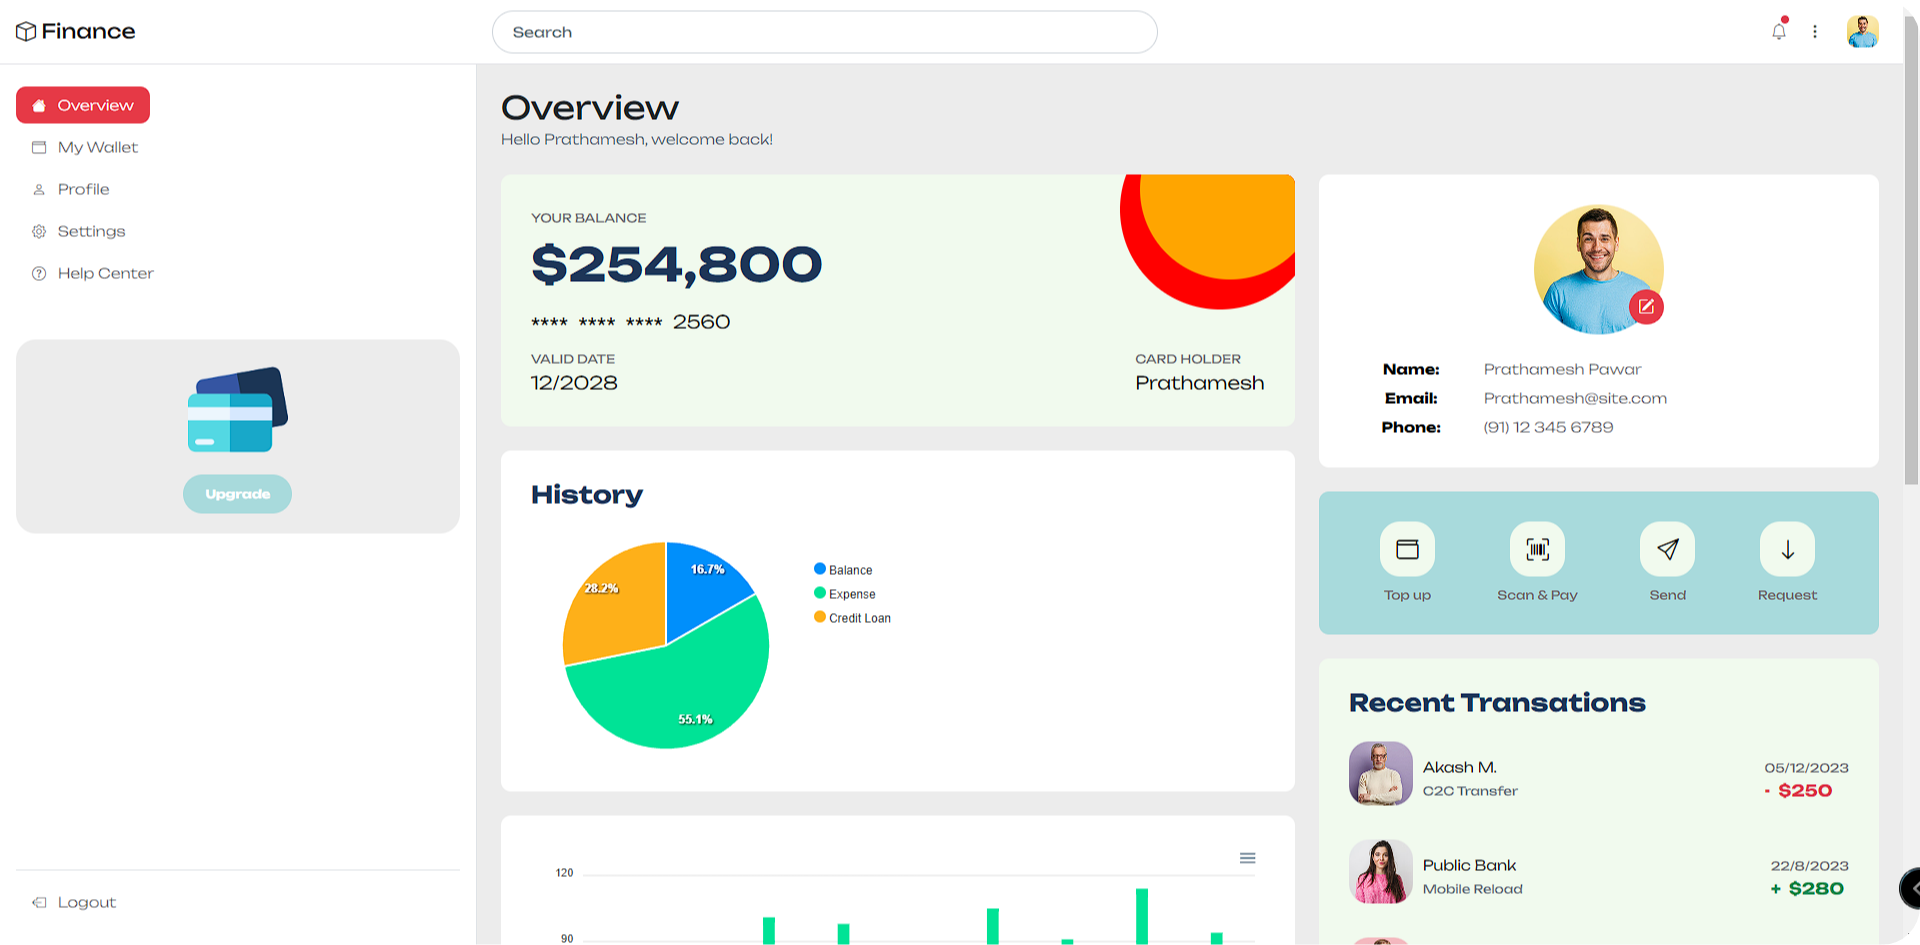 Finance
Search
Overview
My Wallet
Profile
Settings
Help Center
Upgrade
Logout
Overview
Hello Prathamesh, welcome back!
YOUR BALANCE
$254,800
**** **** **** 2560
VALID DATE
12/2028
CARD HOLDER
Prathamesh
History
16.7%
28.2%
55.1%
Balance
Expense
Credit Loan
120
90
Name: Prathamesh Pawar
Email: Prathamesh@site.com
Phone: (91) 12 345 6789
Top up
Scan & Pay
Send
Request
Recent Transations
Akash M.
C2C Transfer
05/12/2023
- $250
Public Bank
Mobile Reload
22/8/2023
+ $280